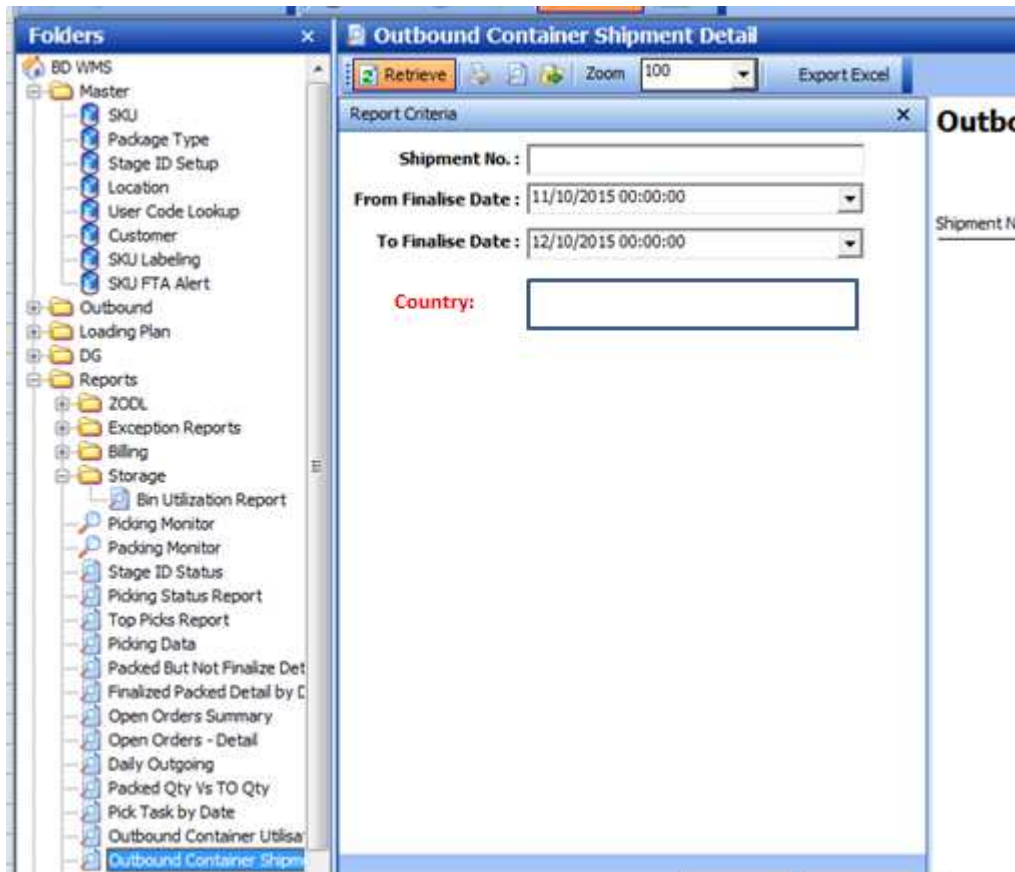 Folders
BD WMS
Master
SKU
Package Type
Stage ID Setup
Location
User Code Lookup
Customer
SKU Labeling
SKU FTA Alert
Outbound
Loading Plan
DG
Reports
ZODL
Exception Reports
Billing
Storage
Bin Utilization Report
Picking Monitor
Packing Monitor
Stage ID Status
Picking Status Report
Top Picks Report
Picking Data
Packed But Not Finalize Det
Finalized Packed Detail by D
Open Orders Summary
Open Orders - Detail
Daily Outgoing
Packed Qty Vs TO Qty
Pick Task by Date
Outbound Container Utilisa
Outbound Container Shipm
Outbound Container Shipment Detail
Retrieve Zoom 100 Export Excel
Report Criteria
Shipment No. :
From Finalise Date : 11/10/2015 00:00:00
To Finalise Date : 12/10/2015 00:00:00
Country:
Outbo
Shipment N